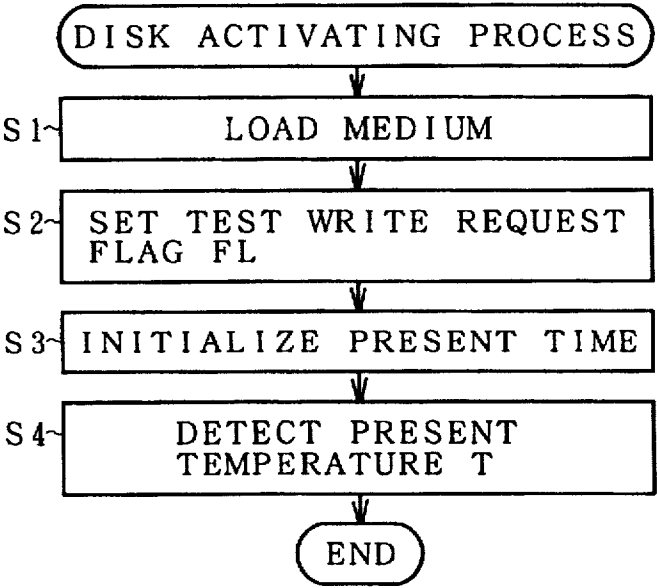 DISK ACTIVATING PROCESS
S1 LOAD MEDIUM
S2 SET TEST WRITE REQUEST
FLAG FL
S3 INITIALIZE PRESENT TIME
S4 DETECT PRESENT
TEMPERATURE T
END